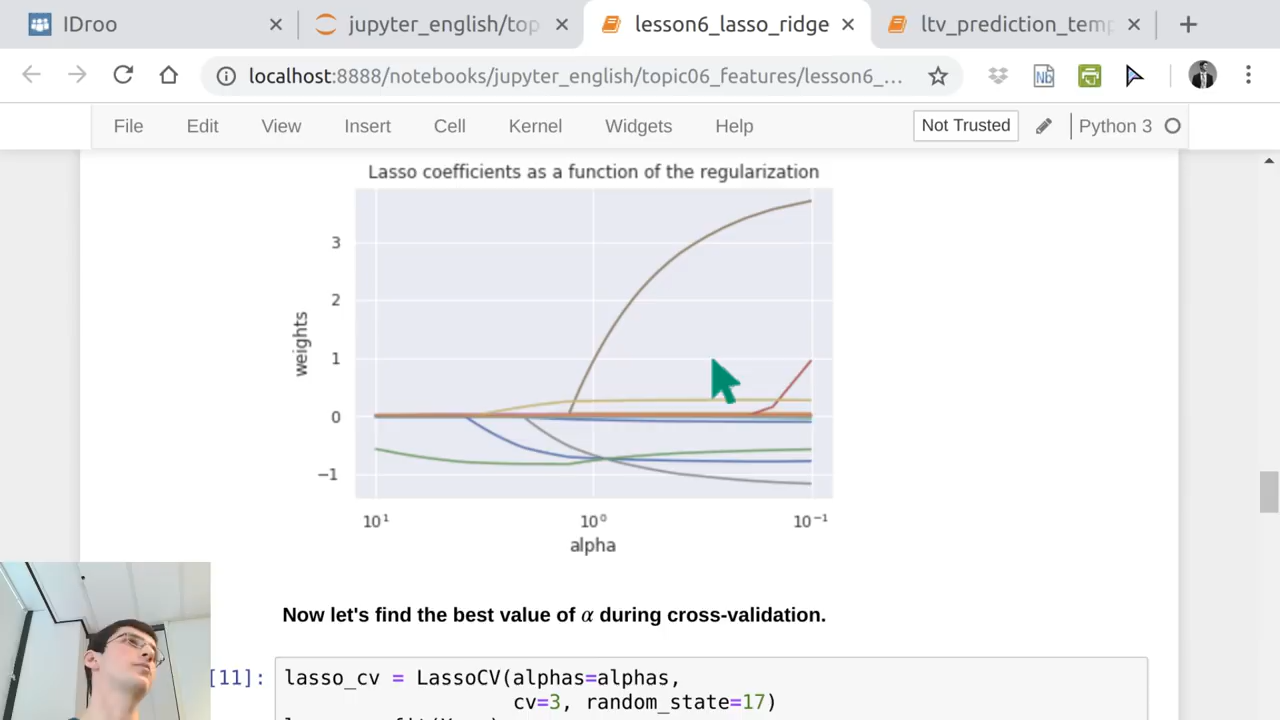 IDroo
jupyter_english/top
lesson6_lasso_ridge
ltv_prediction_temp
localhost:8888/notebooks/jupyter_english/topic06_features/lesson6_...
Nb
File Edit View Insert Cell Kernel Widgets Help
Not Trusted
Python 3
Lasso coefficients as a function of the regularization
weights
3
2
1
0
−1
10¹ 10⁰ 10⁻¹
alpha
Now let's find the best value of α during cross-validation.
[11]: lasso_cv = LassoCV(alphas=alphas,
cv=3, random_state=17)